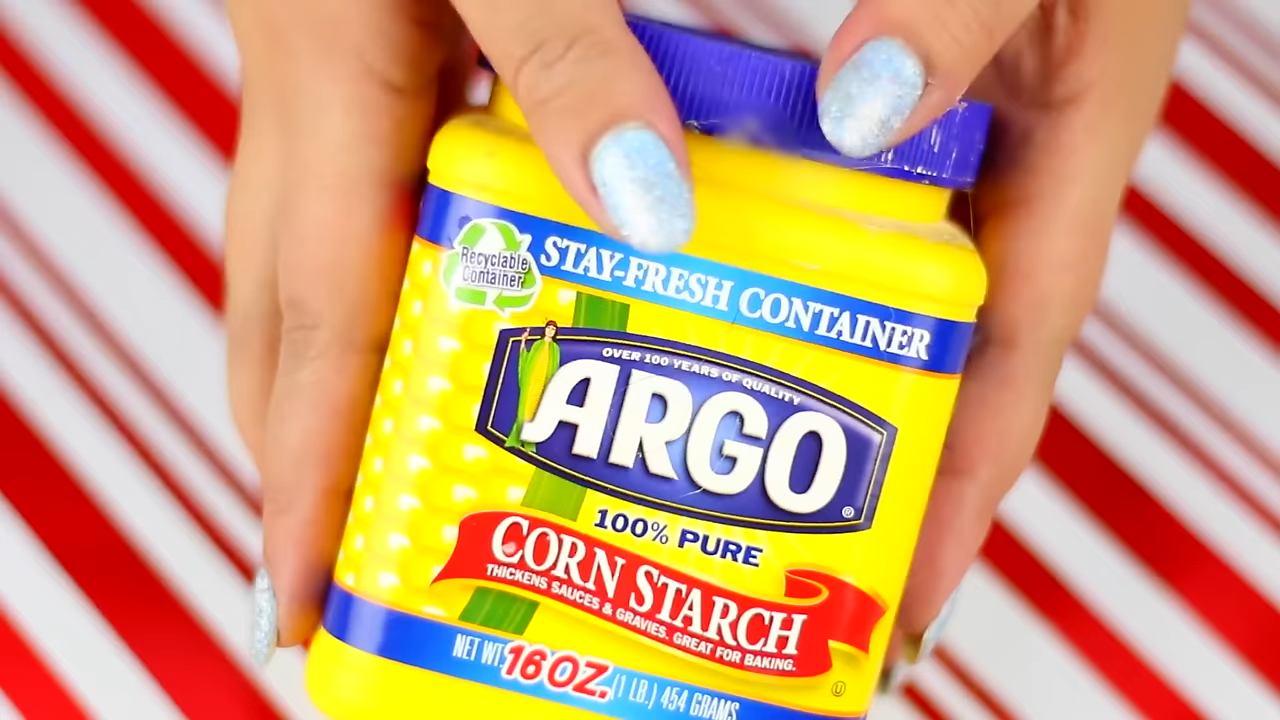 STAY-FRESH CONTAINER
Recyclable
Container
OVER 100 YEARS OF QUALITY
ARGO®
100% PURE
CORN STARCH
THICKENS SAUCES & GRAVIES. GREAT FOR BAKING.
NET WT. 16 OZ. (1 LB.) 454 GRAMS
U